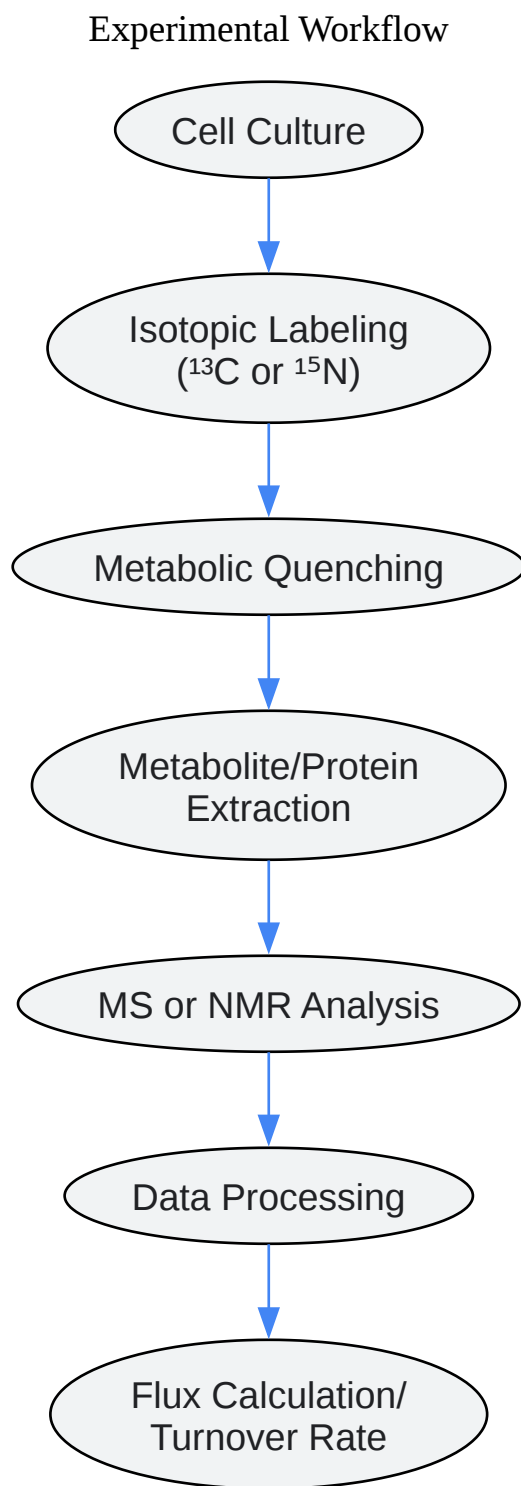 Experimental Workflow
Cell Culture
Isotopic Labeling
(¹³C or ¹⁵N)
Metabolic Quenching
Metabolite/Protein
Extraction
MS or NMR Analysis
Data Processing
Flux Calculation/
Turnover Rate